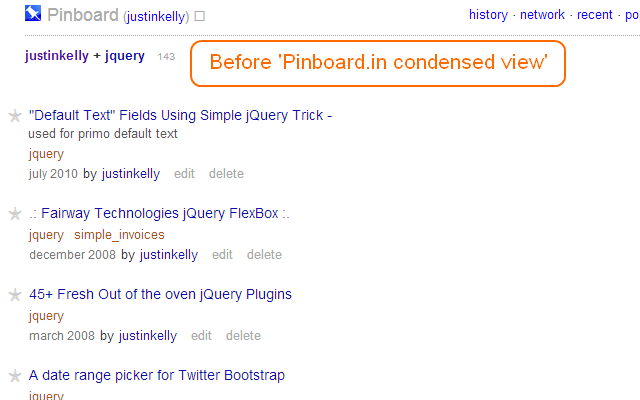 Pinboard (justinkelly)
history · network · recent · po
justinkelly + jquery 143
Before 'Pinboard.in condensed view'
"Default Text" Fields Using Simple jQuery Trick -
used for primo default text
jquery
july 2010 by justinkelly edit delete
.: Fairway Technologies jQuery FlexBox :.
jquery simple_invoices
december 2008 by justinkelly edit delete
45+ Fresh Out of the oven jQuery Plugins
jquery
march 2008 by justinkelly edit delete
A date range picker for Twitter Bootstrap
jquery